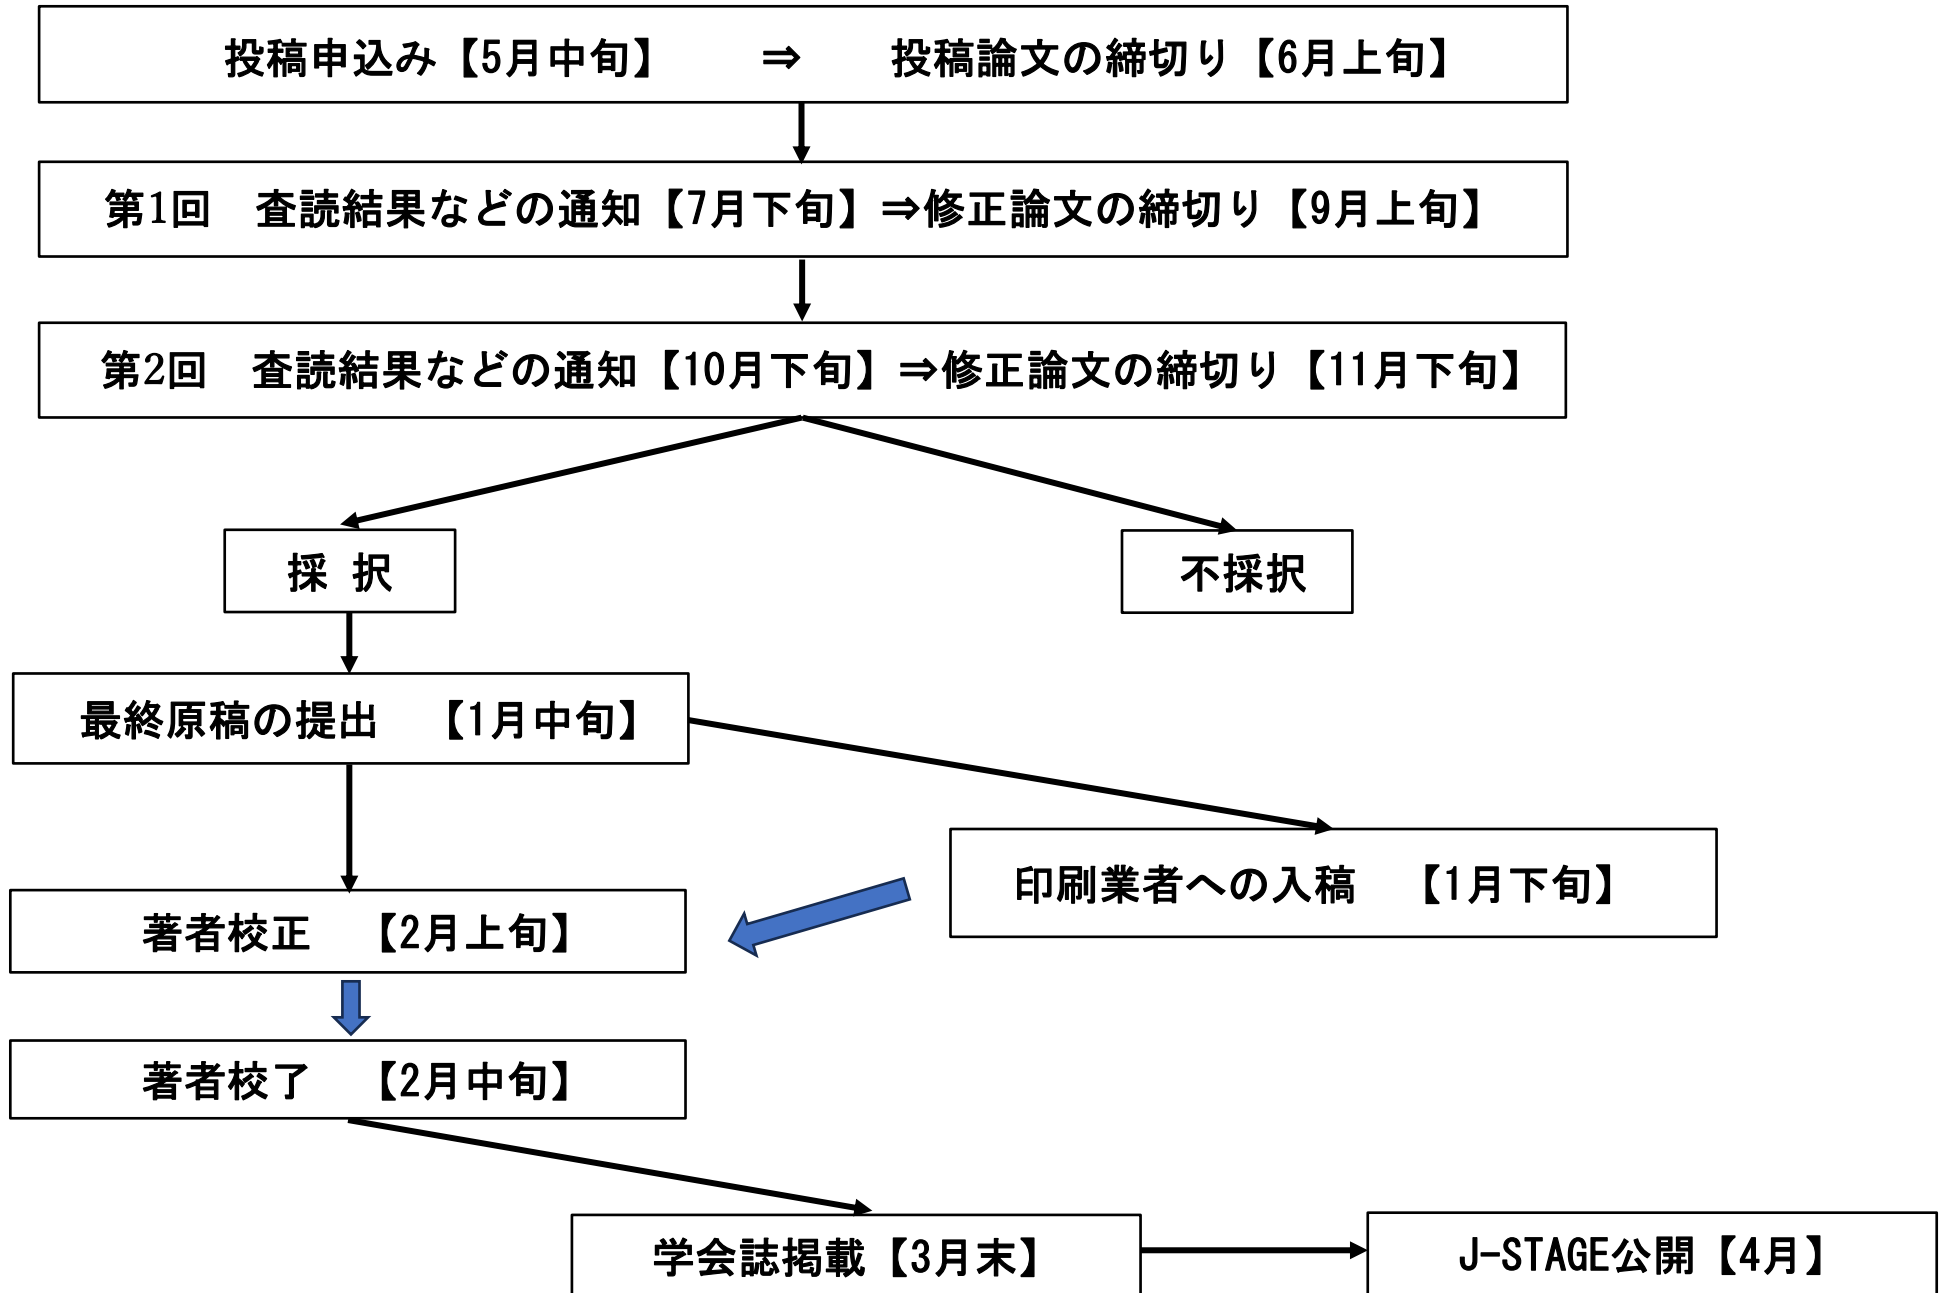 投稿申込み【5月中旬】　　⇒　　投稿論文の締切り【6月上旬】
第1回　査読結果などの通知【7月下旬】⇒修正論文の締切り【9月上旬】
第2回　査読結果などの通知【10月下旬】⇒修正論文の締切り【11月下旬】
採 択
不採択
最終原稿の提出　【1月中旬】
印刷業者への入稿　【1月下旬】
著者校正　【2月上旬】
著者校了　【2月中旬】
学会誌掲載【3月末】
J-STAGE公開【4月】